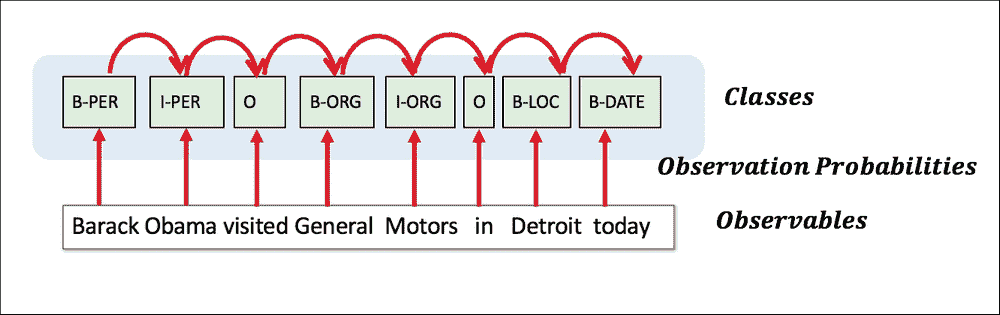 B-PER I-PER O B-ORG I-ORG O B-LOC B-DATE Classes
Observation Probabilities
Barack Obama visited General Motors in Detroit today Observables